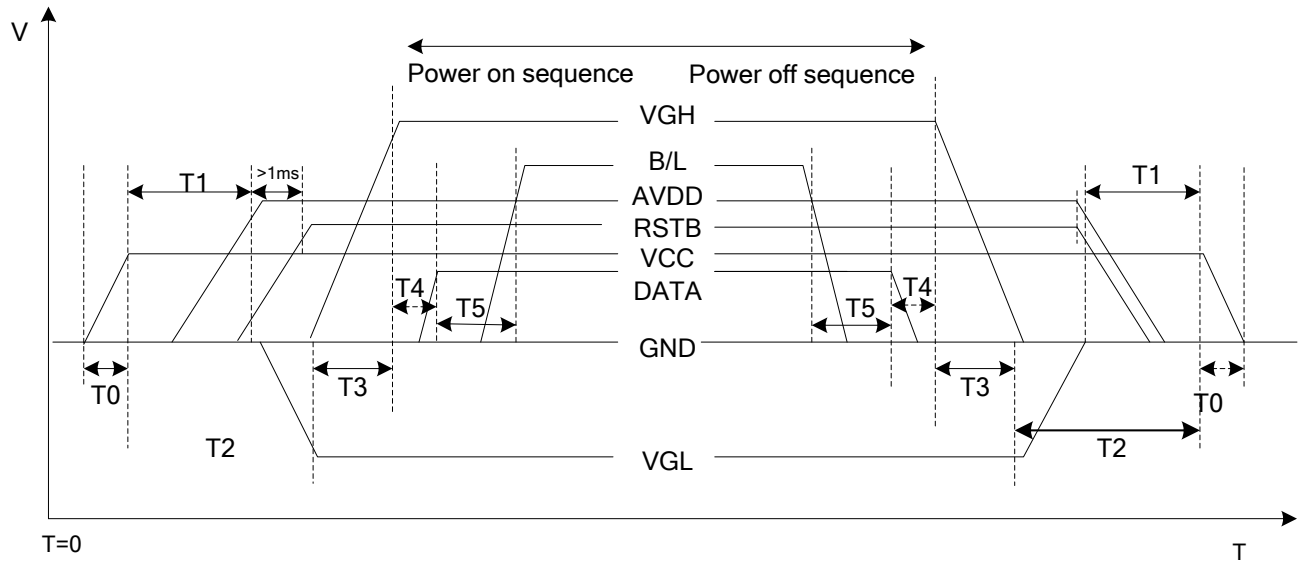 V
Power on sequence
Power off sequence
VGH
B/L
T1
>1ms
T1
AVDD
RSTB
VCC
T4
T4
DATA
T5
T5
GND
T0
T3
T3
T0
T2
T2
VGL
T=0
T